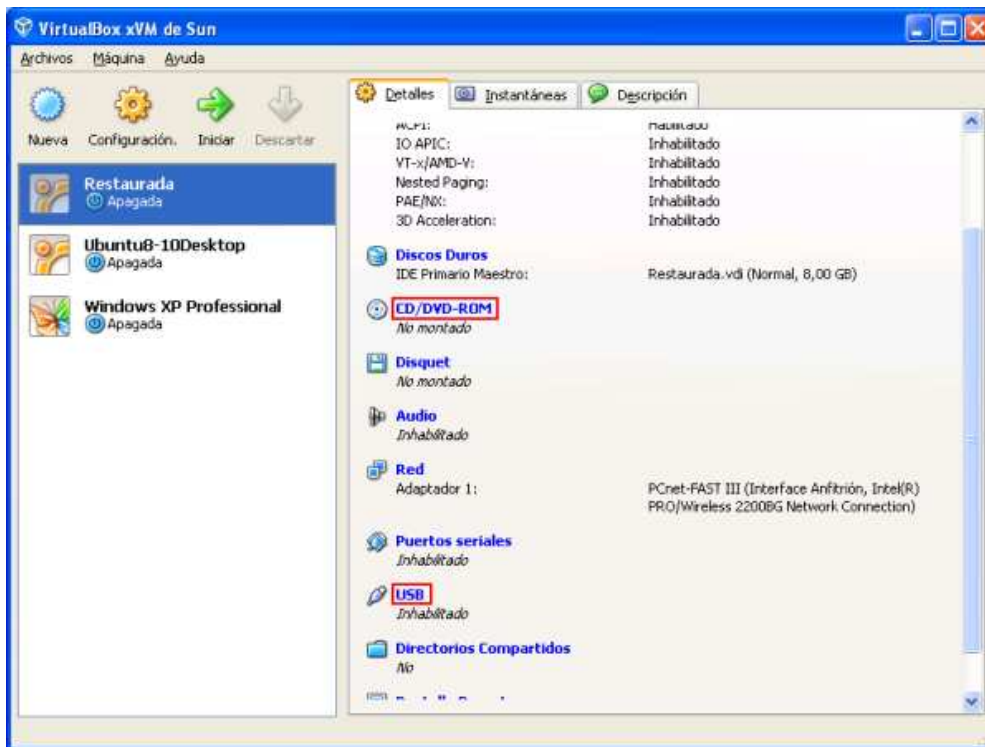 VirtualBox xVM de Sun
Archivos Máquina Ayuda
Nueva Configuración. Iniciar Descartar
Restaurada
Apagada
Ubuntu8-10Desktop
Apagada
Windows XP Professional
Apagada
Detalles Instantáneas Descripción
ACPI: Habilitado
IO APIC: Inhabilitado
VT-x/AMD-V: Inhabilitado
Nested Paging: Inhabilitado
PAE/NX: Inhabilitado
3D Acceleration: Inhabilitado
Discos Duros
IDE Primario Maestro: Restaurada.vdi (Normal, 8,00 GB)
CD/DVD-ROM
No montado
Disquet
No montado
Audio
Inhabilitado
Red
Adaptador 1: PCnet-FAST III (Interface Anfitrión, Intel(R)
PRO/Wireless 2200BG Network Connection)
Puertos seriales
Inhabilitado
USB
Inhabilitado
Directorios Compartidos
No